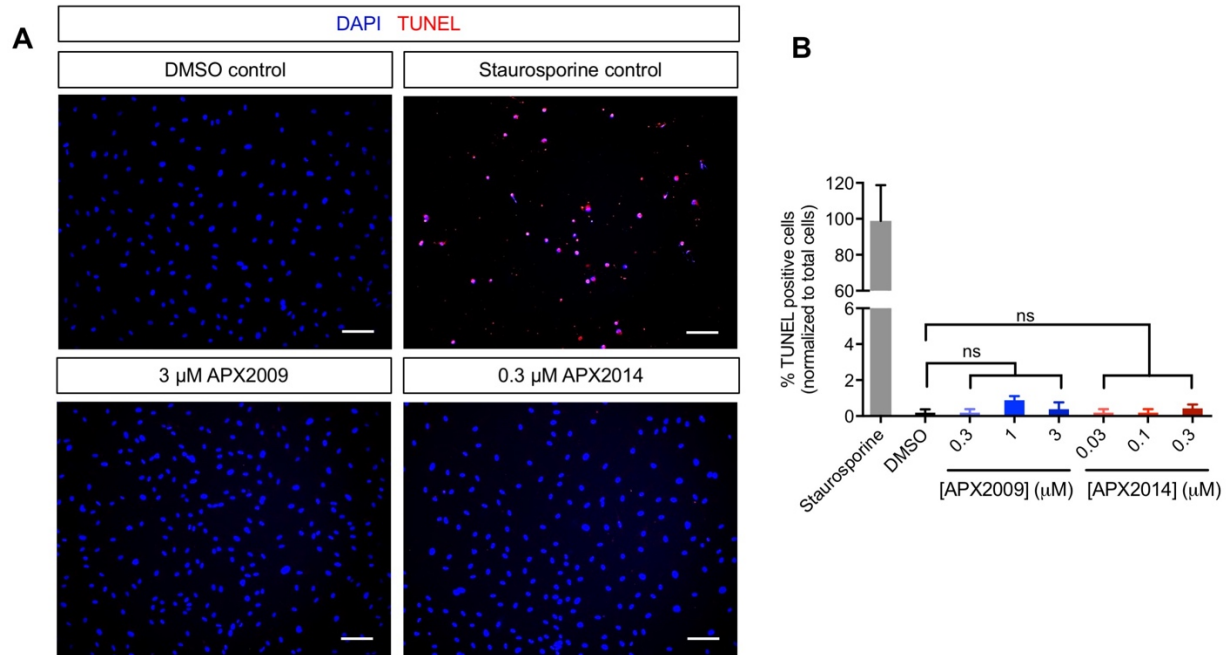 A
DAPI TUNEL
DMSO control
Staurosporine control
3 µM APX2009
0.3 µM APX2014
B
% TUNEL positive cells
(normalized to total cells)
120
100
80
60
6
4
2
0
ns
ns
Staurosporine
DMSO
0.3
1
3
0.03
0.1
0.3
[APX2009] (µM)
[APX2014] (µM)